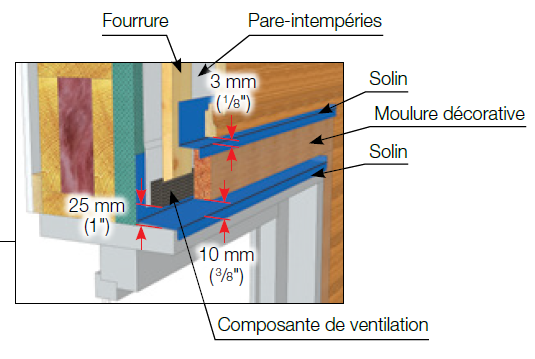 Fourrure
Pare-intempéries
3 mm
(1/8")
Solin
Moulure décorative
Solin
25 mm
(1")
10 mm
(3/8")
Composante de ventilation